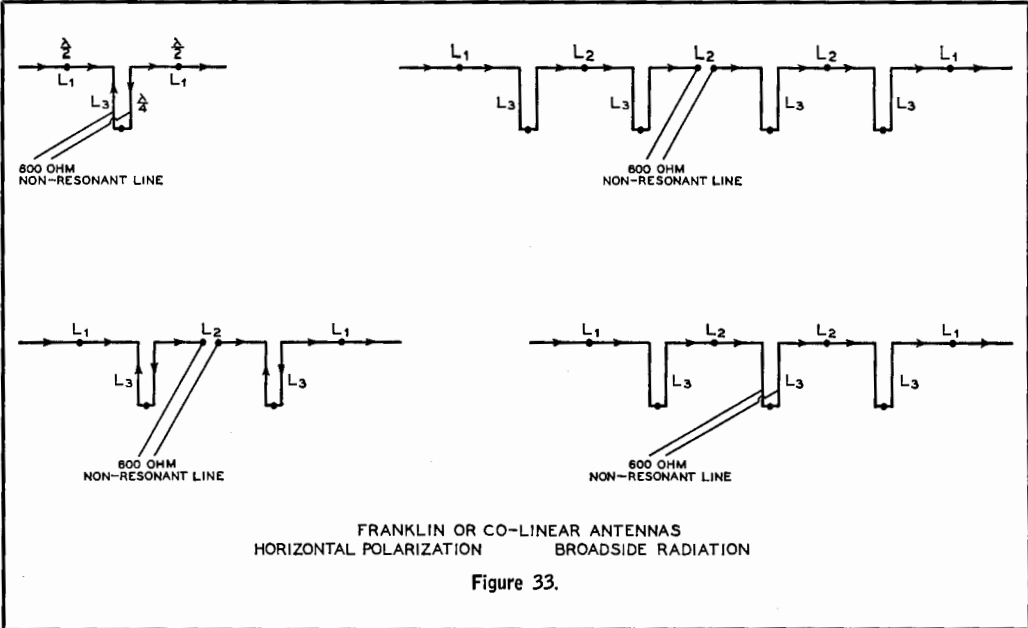 λ/2 λ/2
L₁ L₁
L₃ λ/4
600 OHM
NON-RESONANT LINE
L₁ L₂ L₂ L₂ L₁
L₃ L₃ L₃ L₃
600 OHM
NON-RESONANT LINE
L₁ L₂ L₁
L₃ L₃
600 OHM
NON-RESONANT LINE
L₁ L₂ L₂ L₁
L₃ L₃ L₃
600 OHM
NON-RESONANT LINE
FRANKLIN OR CO-LINEAR ANTENNAS
HORIZONTAL POLARIZATION BROADSIDE RADIATION
Figure 33.